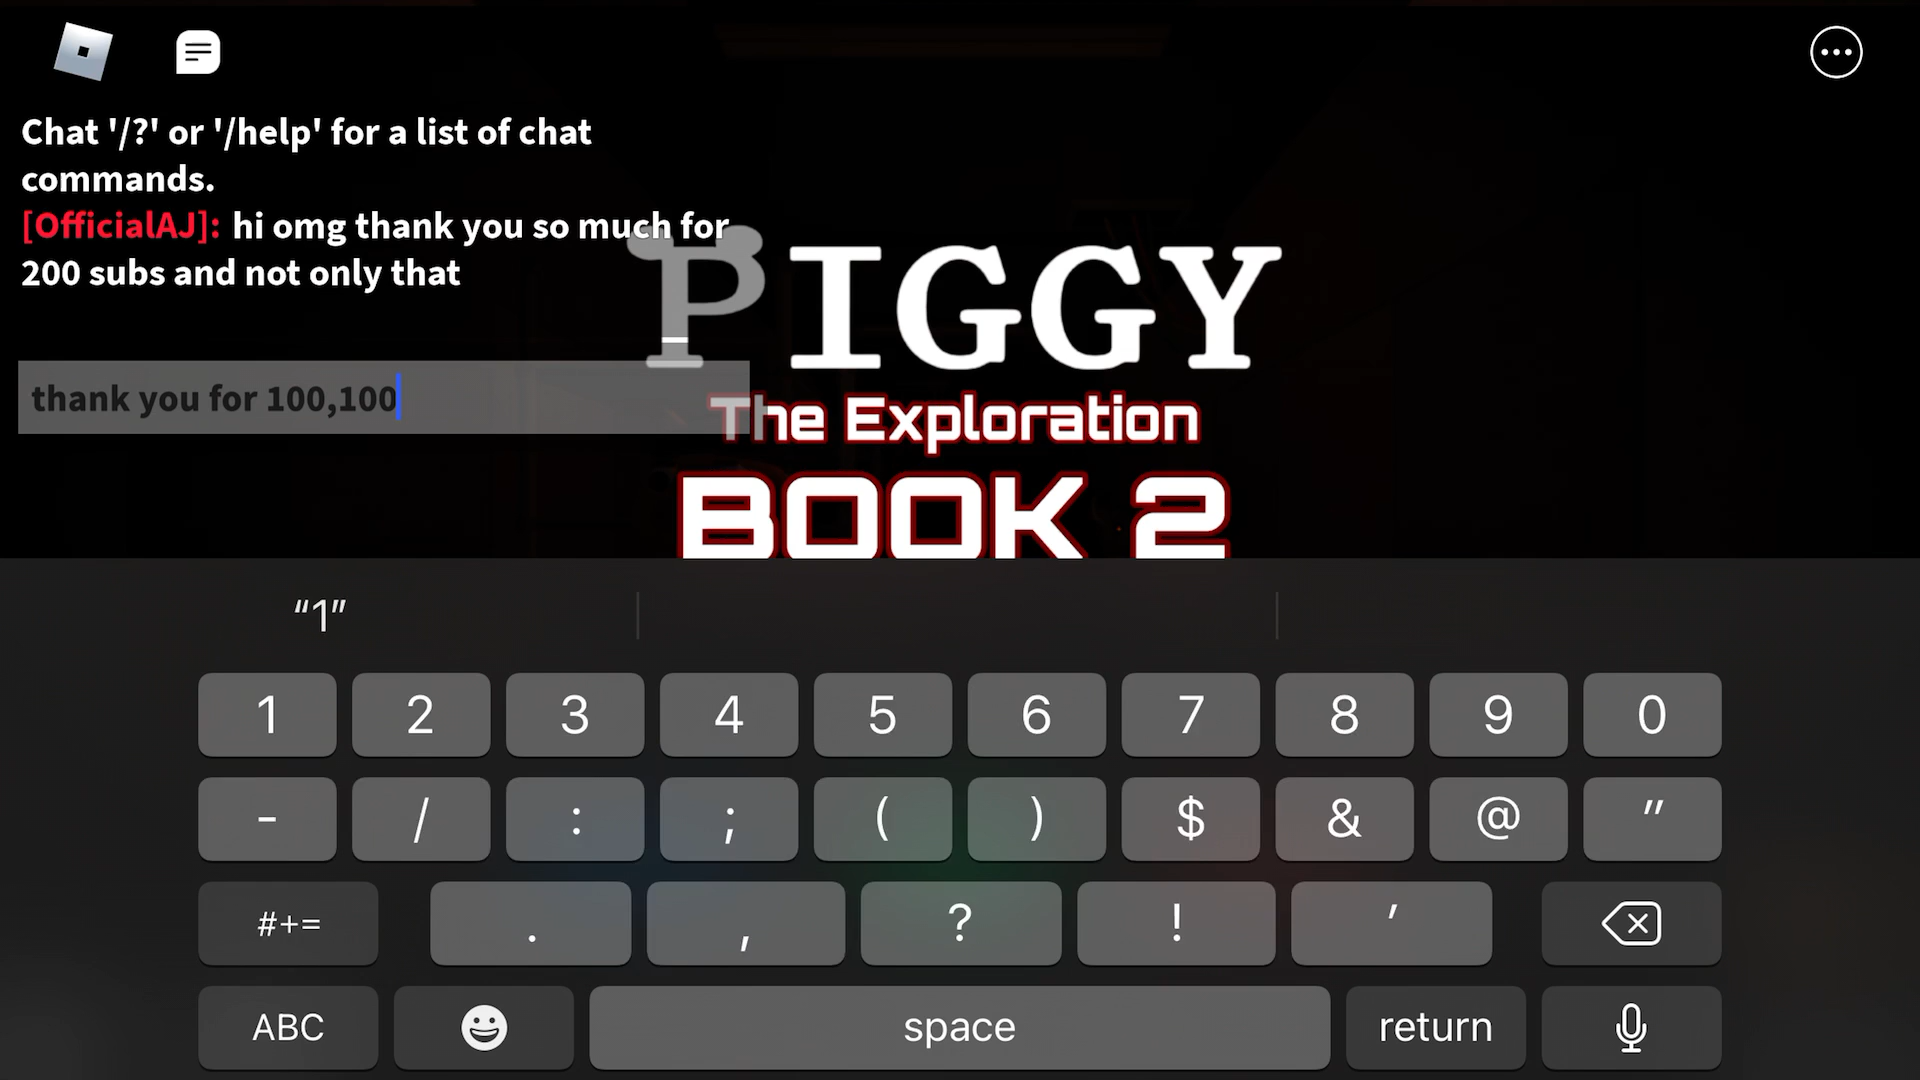 Chat '/?' or '/help' for a list of chat
commands.
[OfficialAJ]: hi omg thank you so much for
200 subs and not only that
PIGGY
thank you for 100,100
The Exploration
BOOK 2
“1”
1 2 3 4 5 6 7 8 9 0
- / : ; ( ) $ & @ "
#+= . , ? ! '
ABC space return